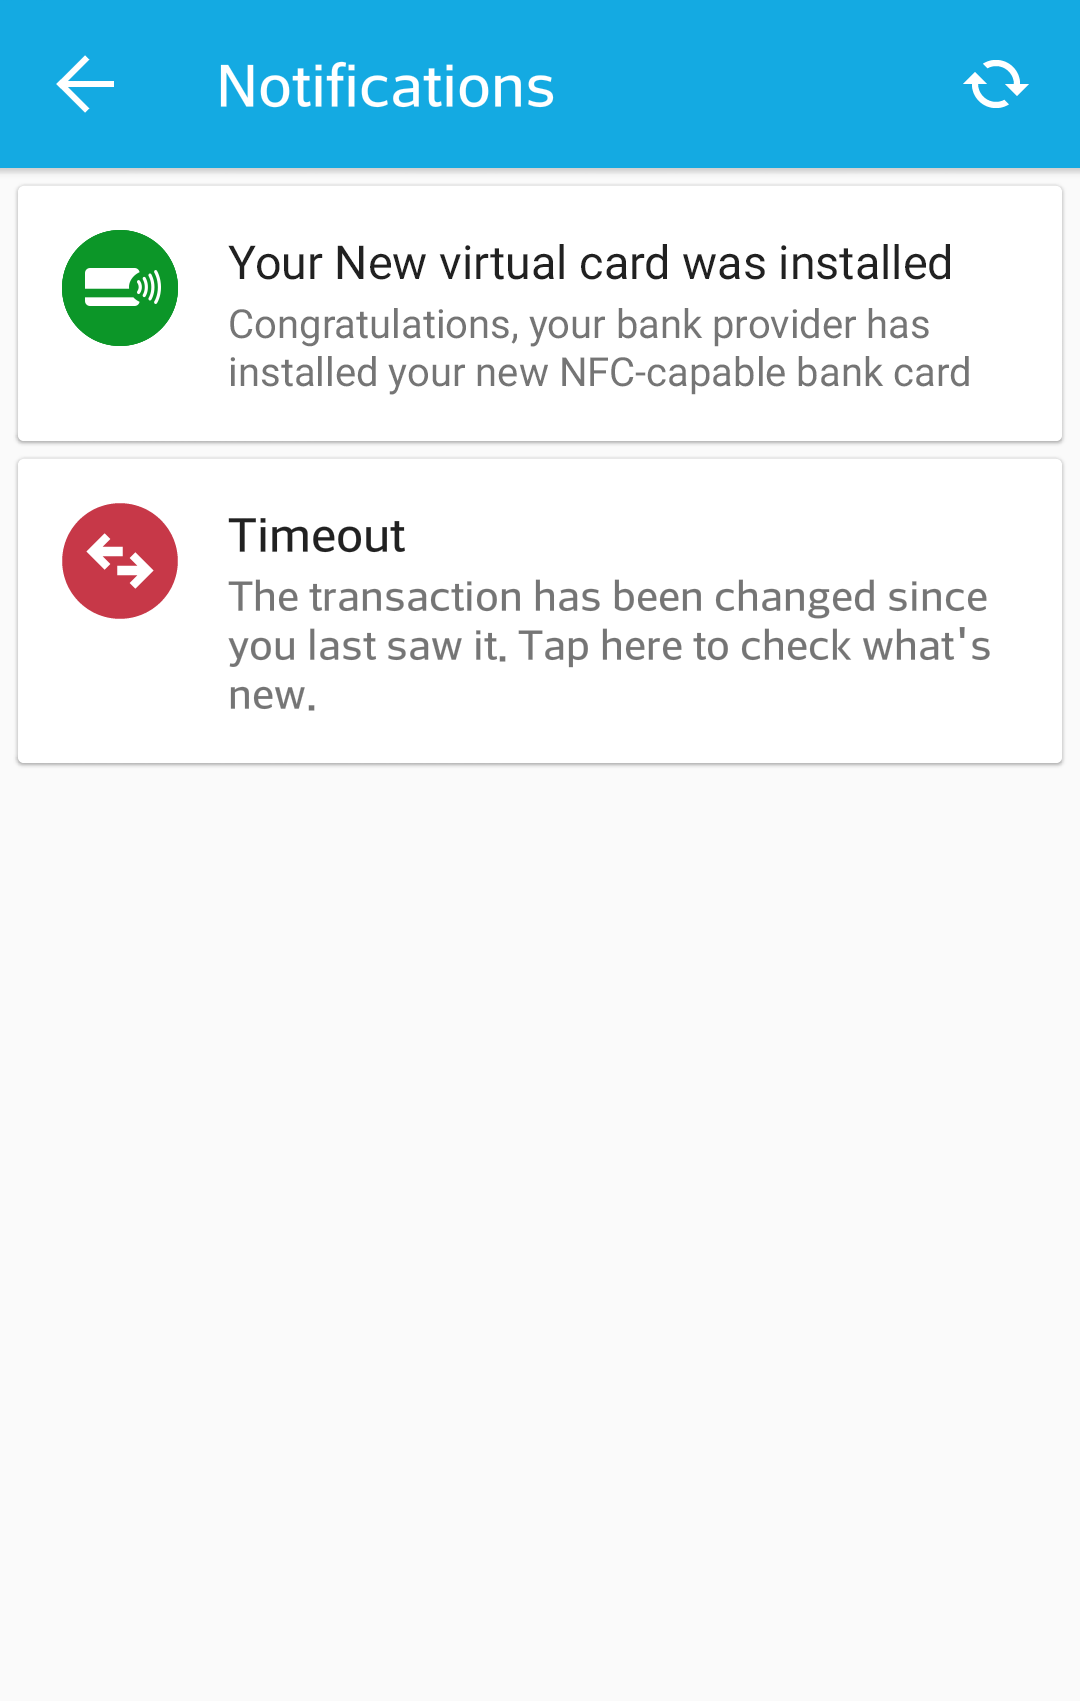 Notifications
Your New virtual card was installed
Congratulations, your bank provider has
installed your new NFC-capable bank card
Timeout
The transaction has been changed since
you last saw it. Tap here to check what's
new.